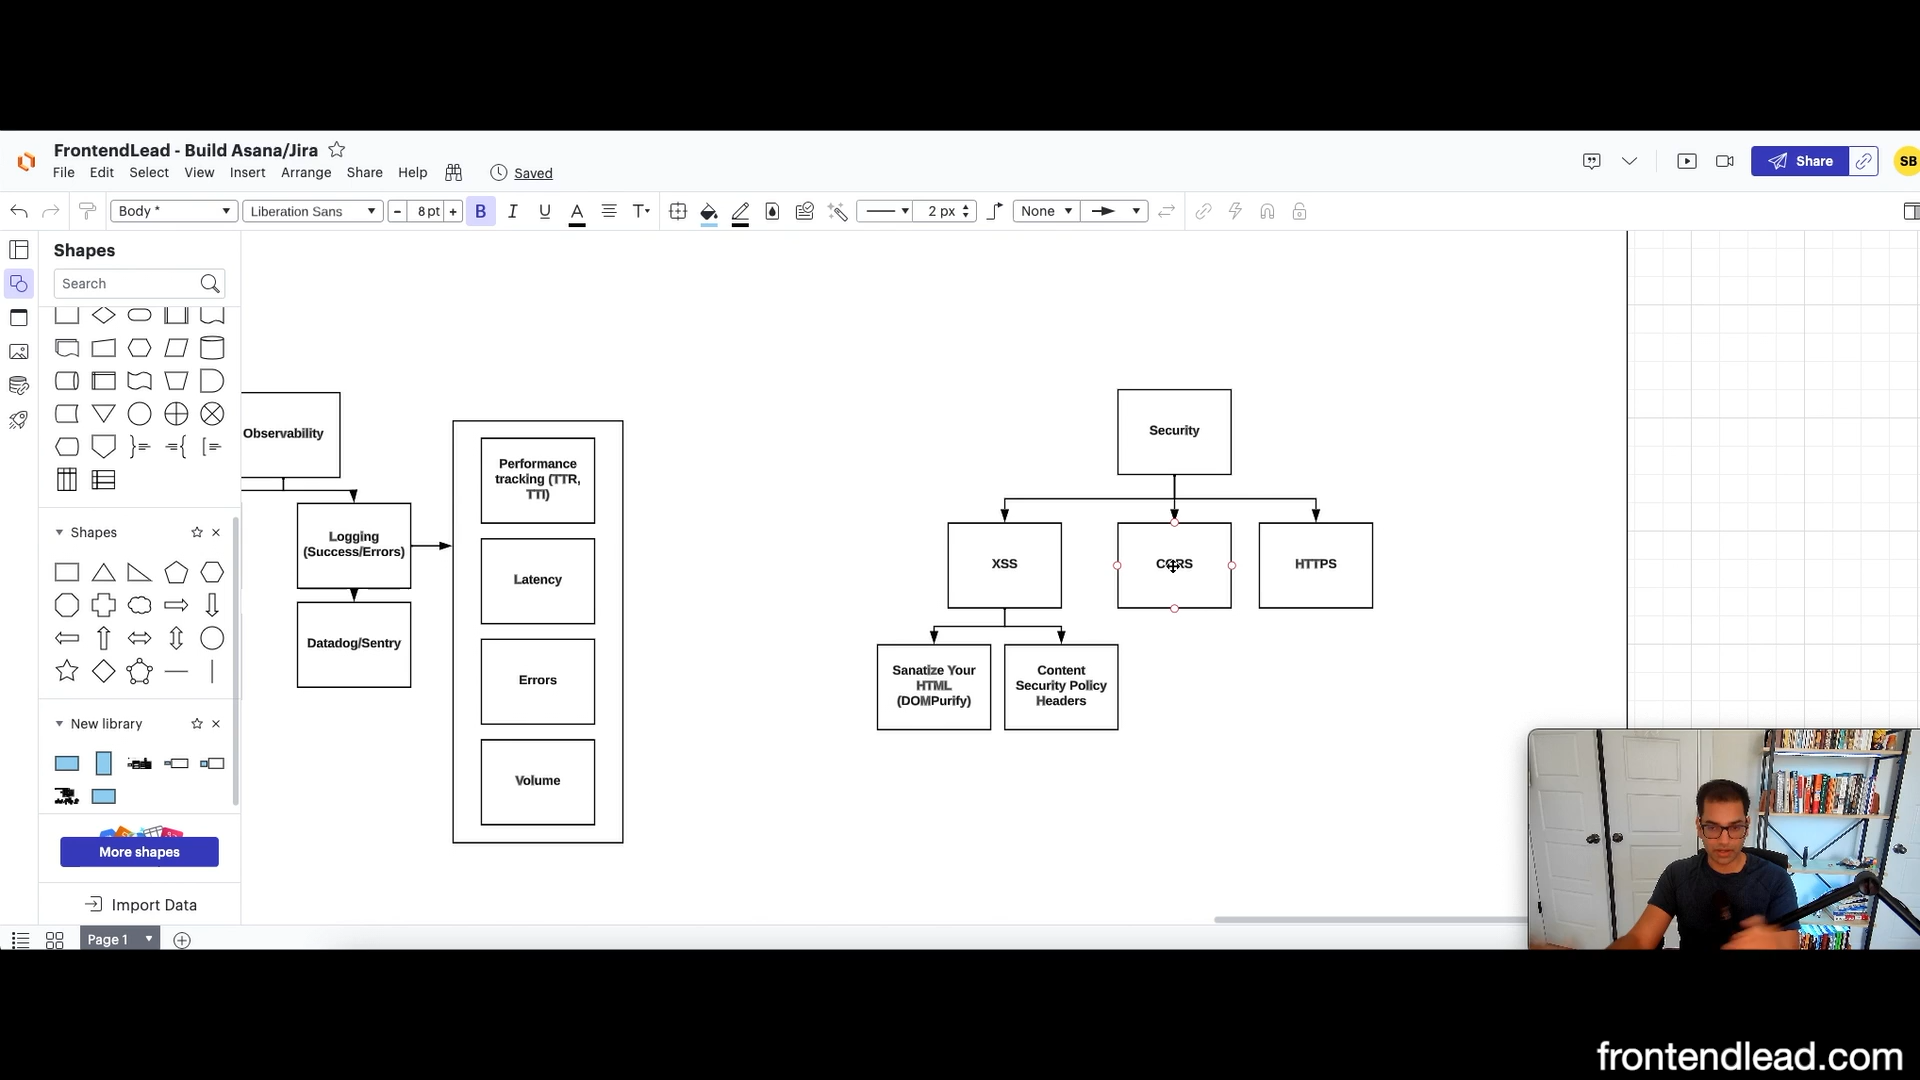 FrontendLead - Build Asana/Jira
File Edit Select View Insert Arrange Share Help Saved
Share
SB
Body *
Liberation Sans
- 8 pt +
B I U A T
2 px
None
Shapes
Search
Shapes
New library
More shapes
Import Data
Page 1
Observability
Logging
(Success/Errors)
Datadog/Sentry
Performance
tracking (TTR,
TTI)
Latency
Errors
Volume
Security
XSS
CORS
HTTPS
Sanatize Your
HTML
(DOMPurify)
Content
Security Policy
Headers
frontendlead.com